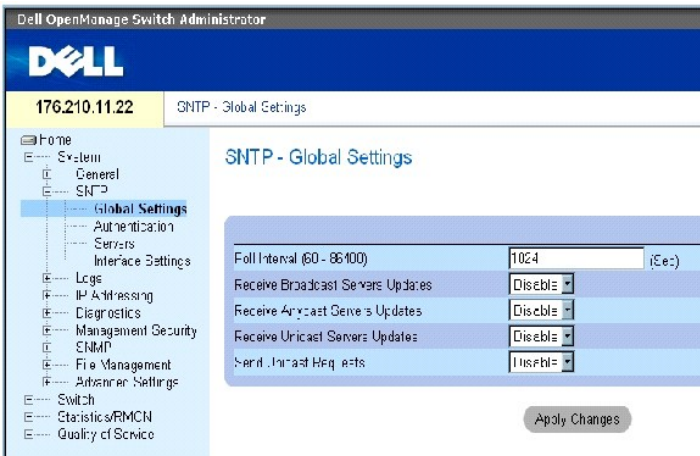 Dell OpenManage Switch Administrator
DELL
176.210.11.22
SNTP - Global Settings
Home
System
General
SNTP
Global Settings
Authentication
Servers
Interface Settings
Logs
IP Addressing
Diagnostics
Management Security
SNMP
File Management
Advanced Settings
Switch
Statistics/RMON
Quality of Service
SNTP - Global Settings
Poll Interval (60 - 86400) 1024 (Sec)
Receive Broadcast Servers Updates Disable
Receive Anycast Servers Updates Disable
Receive Unicast Servers Updates Disable
Send Unicast Requests Disable
Apply Changes